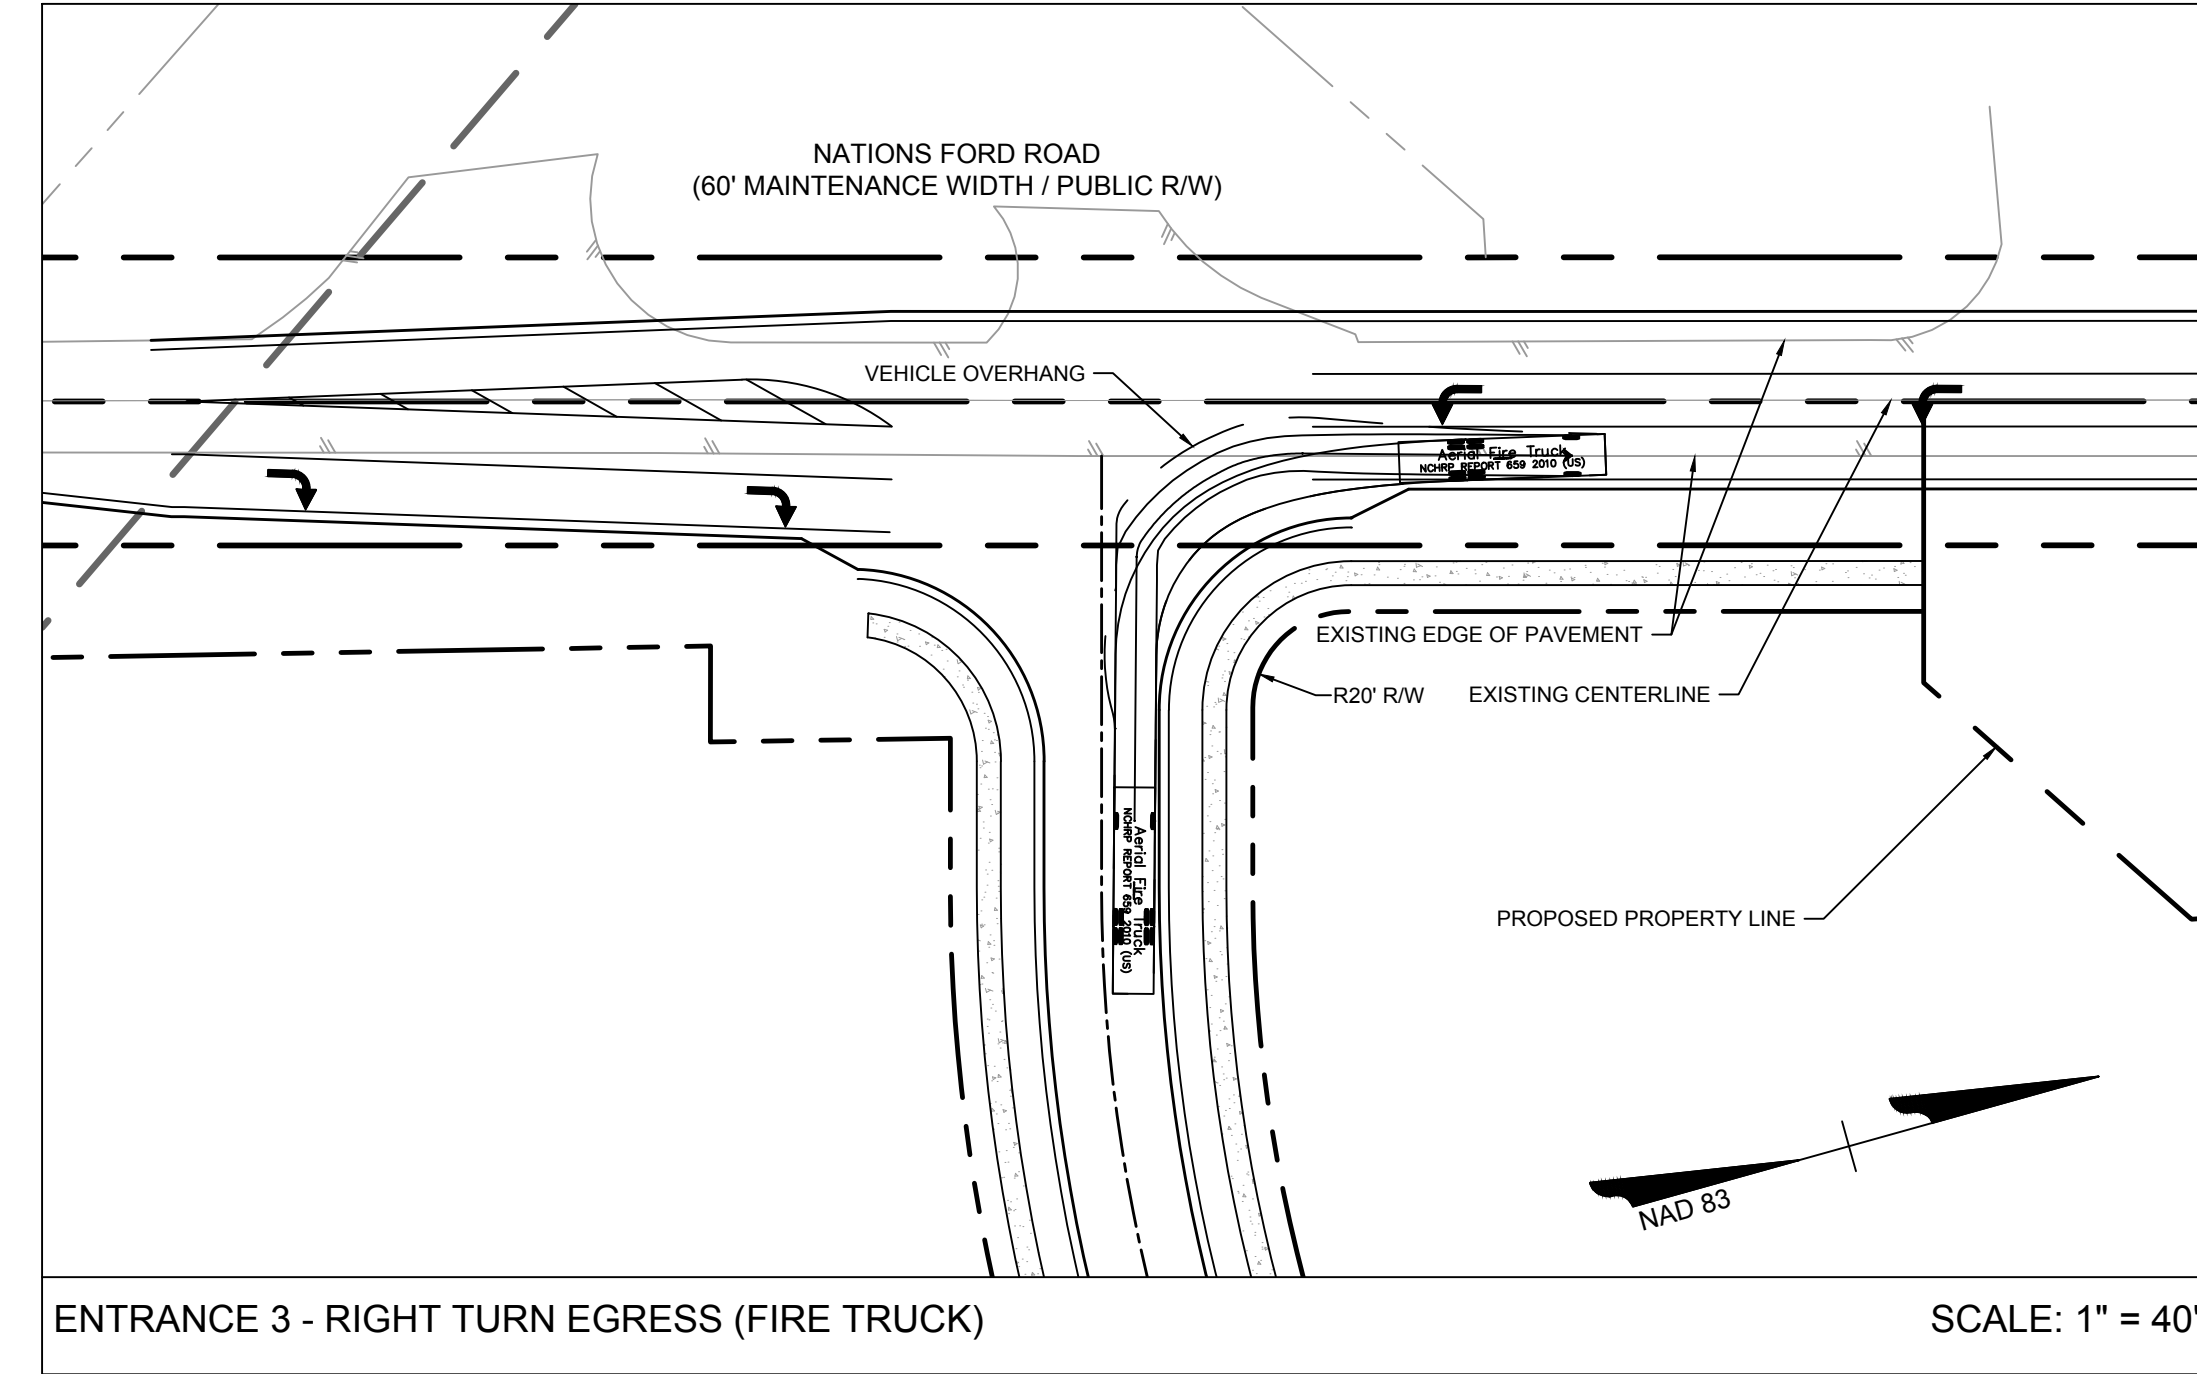 NATIONS FORD ROAD
(60' MAINTENANCE WIDTH / PUBLIC R/W)
VEHICLE OVERHANG
Aerial Fire Truck
NCHRP REPORT 659 2010 (US)
EXISTING EDGE OF PAVEMENT
R20' R/W
EXISTING CENTERLINE
Aerial Fire Truck
NCHRP REPORT 659 2010 (US)
PROPOSED PROPERTY LINE
NAD 83
ENTRANCE 3 - RIGHT TURN EGRESS (FIRE TRUCK)
SCALE: 1" = 40'